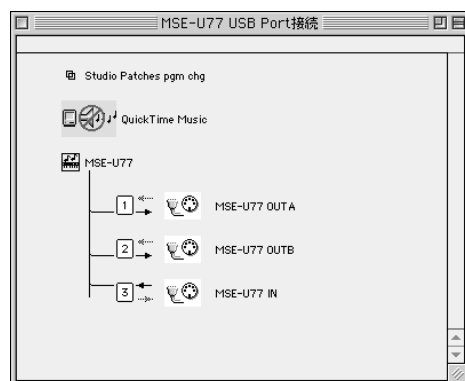 MSE-U77 USB Port接続
Studio Patches pgm chg
QuickTime Music
MSE-U77
1 MSE-U77 OUTA
2 MSE-U77 OUTB
3 MSE-U77 IN